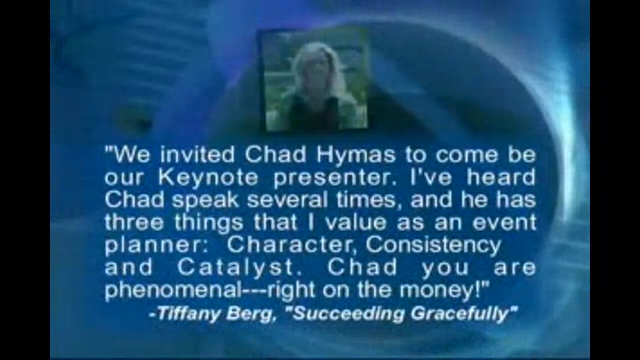 "We invited Chad Hymas to come be
our Keynote presenter. I've heard
Chad speak several times, and he has
three things that I value as an event
planner: Character, Consistency
and Catalyst. Chad you are
phenomenal---right on the money!"
-Tiffany Berg, "Succeeding Gracefully"